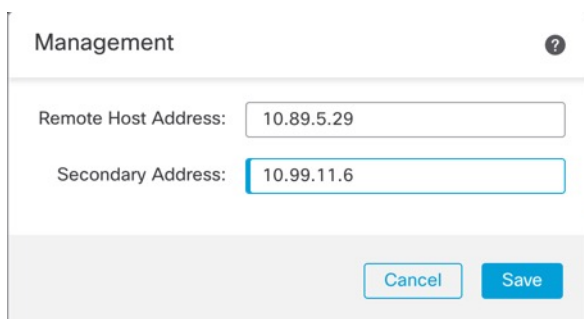 Management
?
Remote Host Address: 10.89.5.29
Secondary Address: 10.99.11.6
Cancel Save